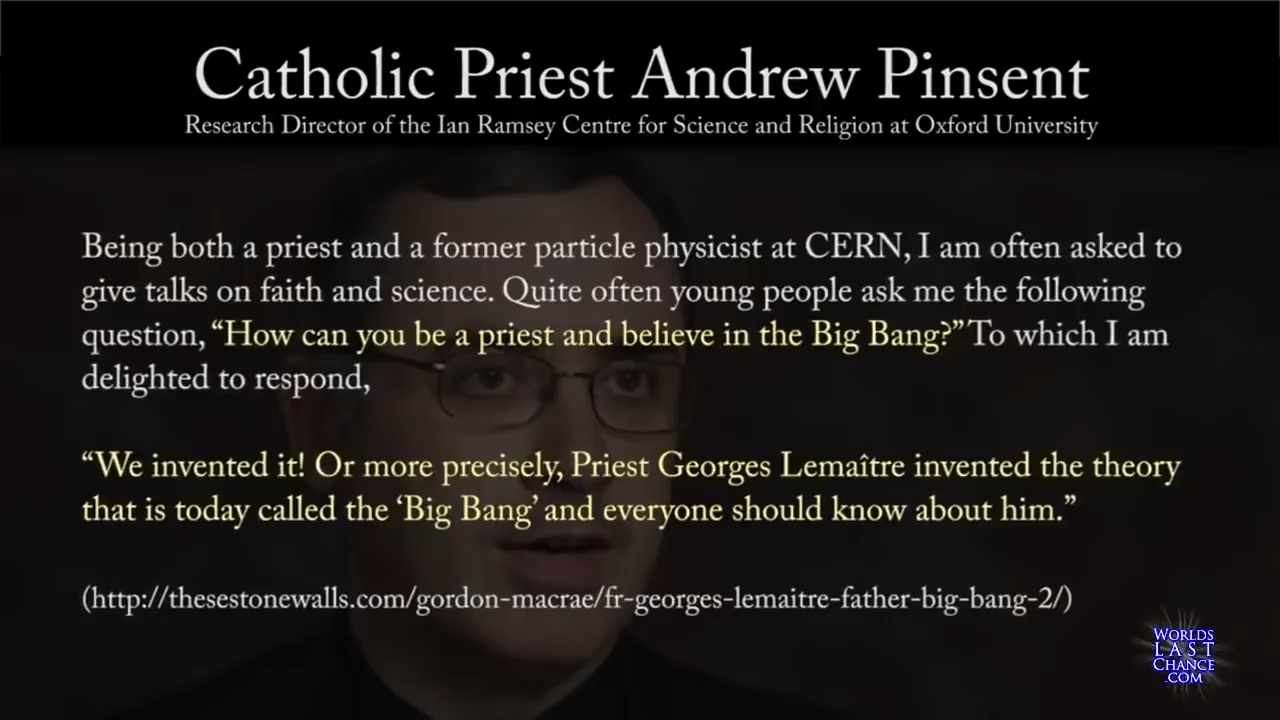 Catholic Priest Andrew Pinsent
Research Director of the Ian Ramsey Centre for Science and Religion at Oxford University
Being both a priest and a former particle physicist at CERN, I am often asked to
give talks on faith and science. Quite often young people ask me the following
question, “How can you be a priest and believe in the Big Bang?” To which I am
delighted to respond,
“We invented it! Or more precisely, Priest Georges Lemaître invented the theory
that is today called the ‘Big Bang’ and everyone should know about him.”
(http://thesestonewalls.com/gordon-macrae/fr-georges-lemaitre-father-big-bang-2/)
WORLDS
LAST
CHANCE
.COM